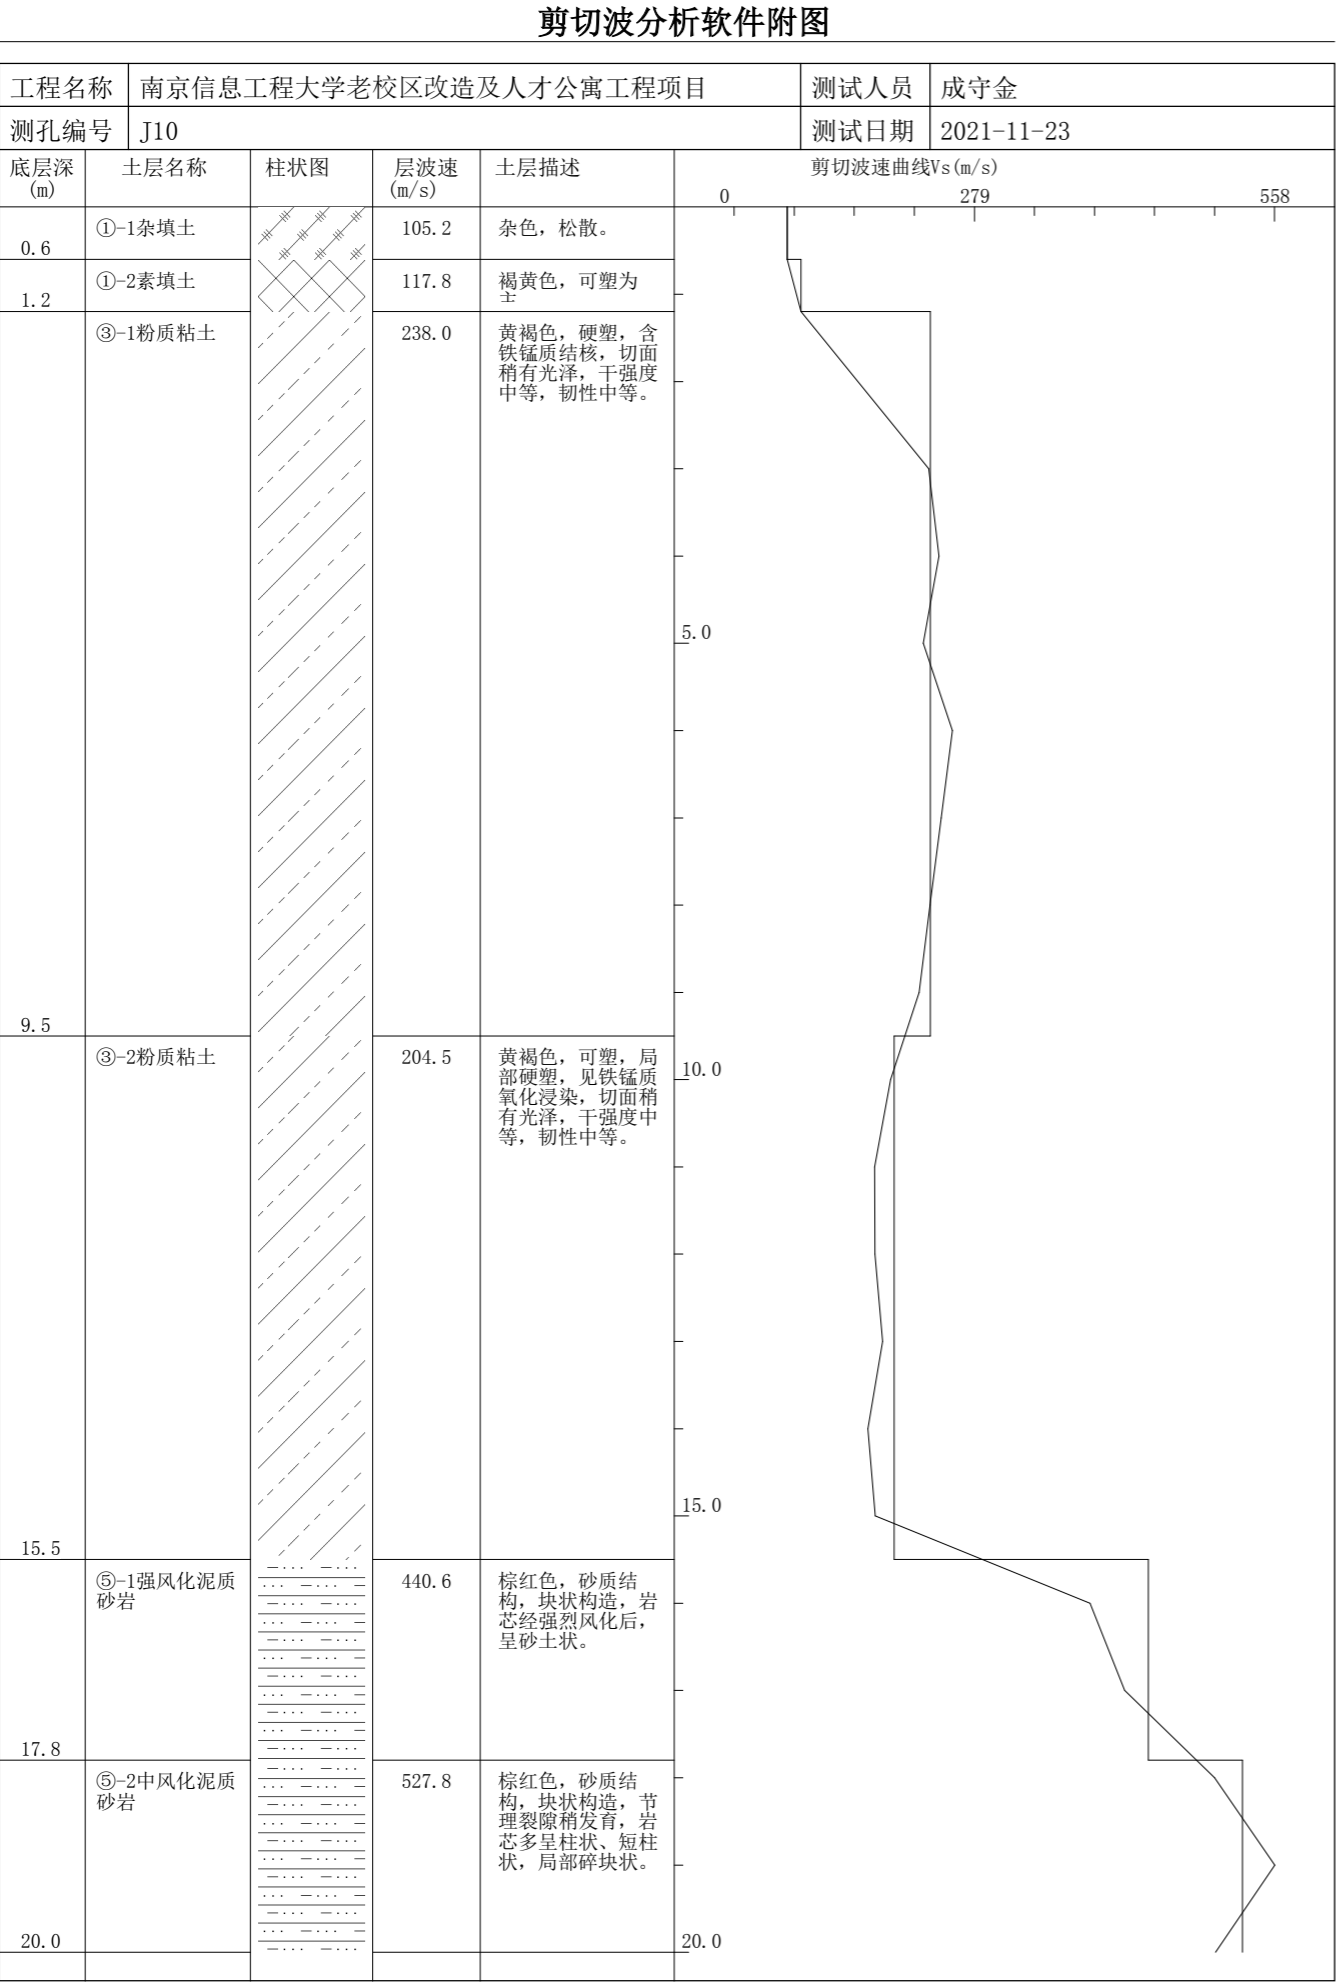 剪切波分析软件附图
工程名称 南京信息工程大学老校区改造及人才公寓工程项目 测试人员 成守金
测孔编号 J10 测试日期 2021-11-23
底层深 土层名称 柱状图 层波速 土层描述 剪切波速曲线Vs(m/s)
(m) (m/s) 0 279 558
①-1杂填土 105.2 杂色，松散。
0.6
①-2素填土 117.8 褐黄色，可塑为
主
1.2
③-1粉质粘土 238.0 黄褐色，硬塑，含
铁锰质结核，切面
稍有光泽，干强度
中等，韧性中等。
5.0
9.5
③-2粉质粘土 204.5 黄褐色，可塑，局
部硬塑，见铁锰质
氧化浸染，切面稍
有光泽，干强度中
等，韧性中等。
10.0
15.0
15.5
⑤-1强风化泥质 440.6 棕红色，砂质结
砂岩 构，块状构造，岩
芯经强烈风化后，
呈砂土状。
17.8
⑤-2中风化泥质 527.8 棕红色，砂质结
砂岩 构，块状构造，节
理裂隙稍发育，岩
芯多呈柱状、短柱
状，局部碎块状。
20.0 20.0